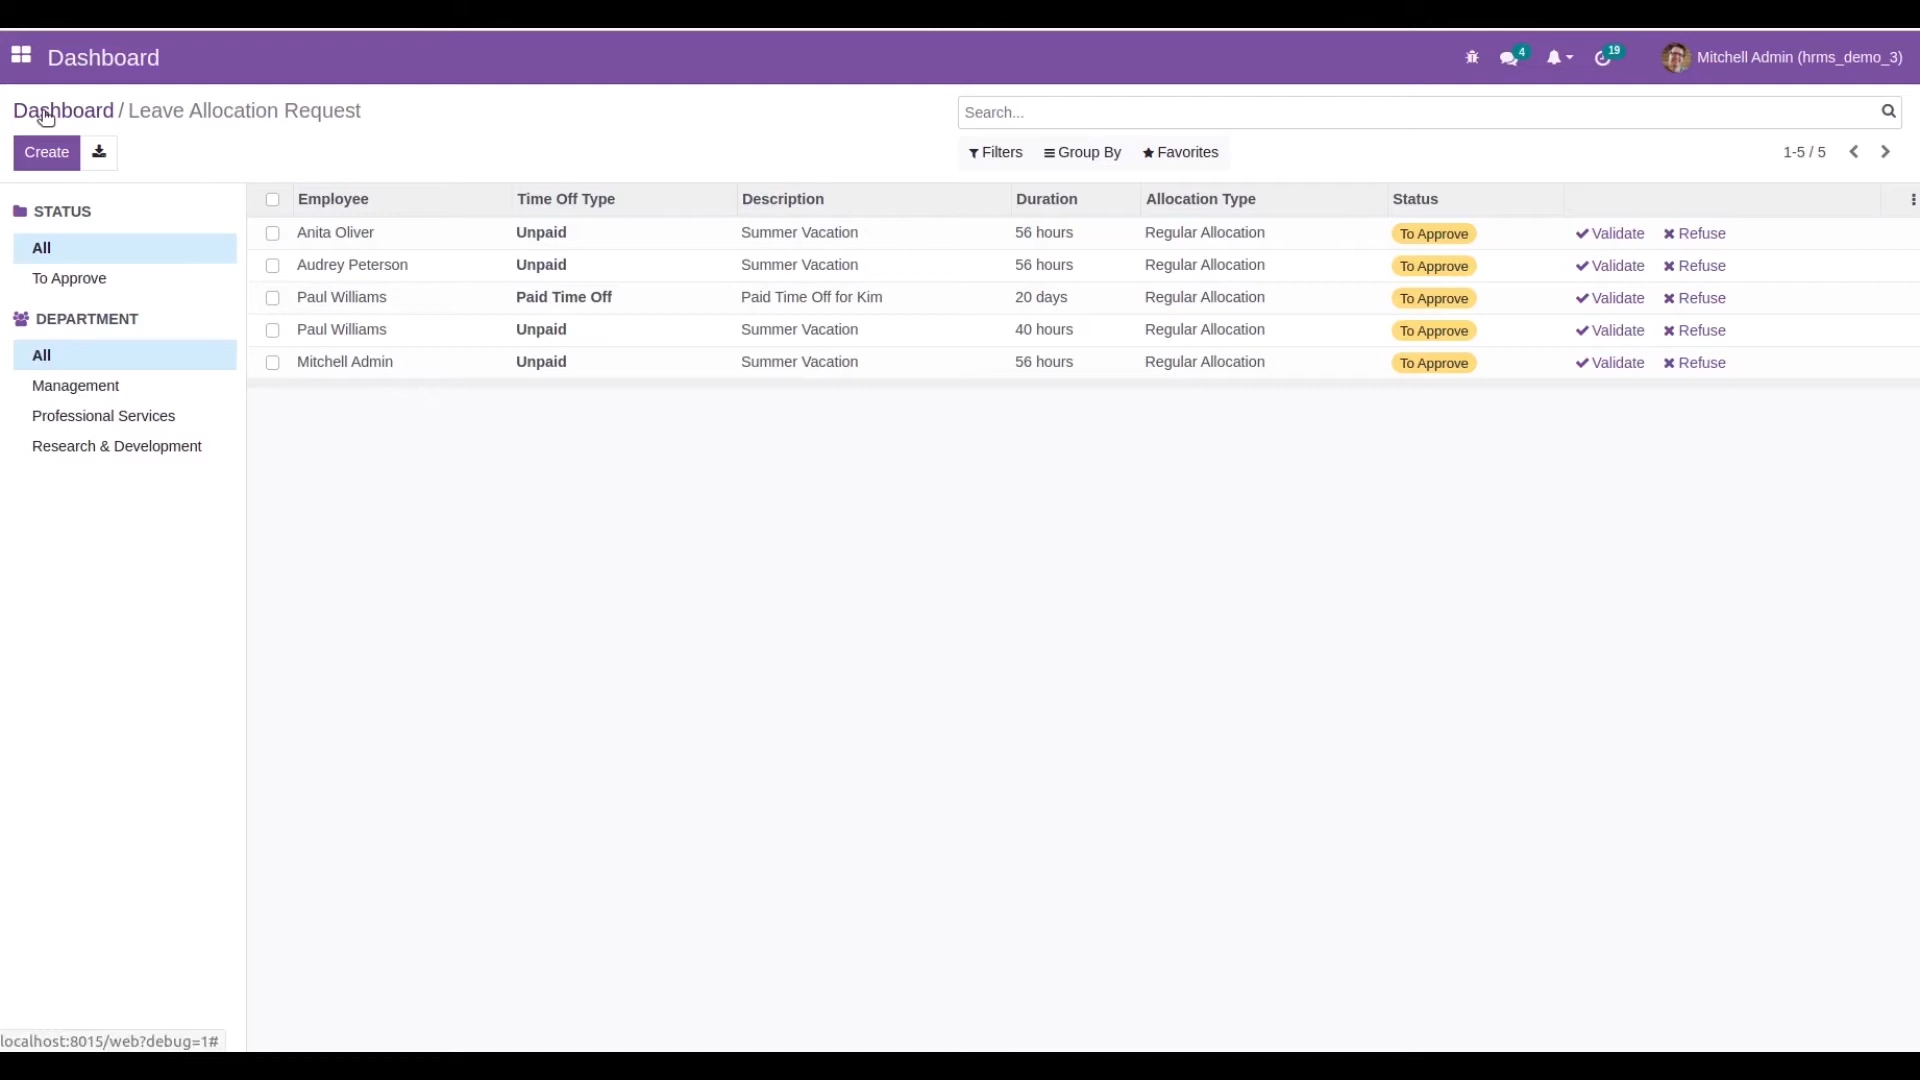 Dashboard
4
19
Mitchell Admin (hrms_demo_3)
Dashboard / Leave Allocation Request
Search...
Create
Filters
Group By
Favorites
1-5 / 5
STATUS
All
To Approve
DEPARTMENT
All
Management
Professional Services
Research & Development
Employee Time Off Type Description Duration Allocation Type Status
Anita Oliver Unpaid Summer Vacation 56 hours Regular Allocation To Approve Validate Refuse
Audrey Peterson Unpaid Summer Vacation 56 hours Regular Allocation To Approve Validate Refuse
Paul Williams Paid Time Off Paid Time Off for Kim 20 days Regular Allocation To Approve Validate Refuse
Paul Williams Unpaid Summer Vacation 40 hours Regular Allocation To Approve Validate Refuse
Mitchell Admin Unpaid Summer Vacation 56 hours Regular Allocation To Approve Validate Refuse
localhost:8015/web?debug=1#